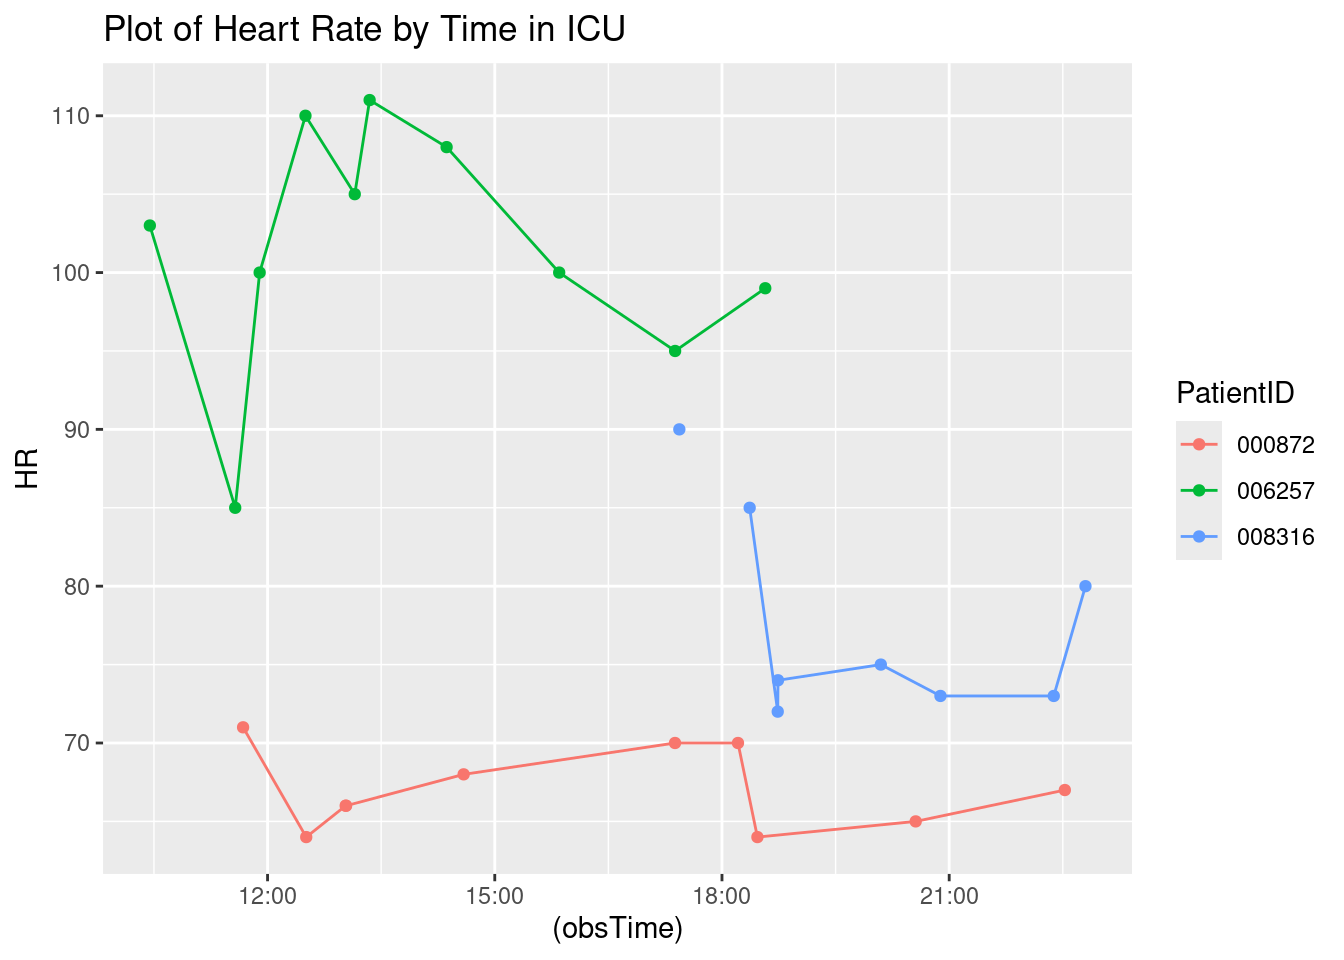 Plot of Heart Rate by Time in ICU
110
100
90
80
70
HR
12:00 15:00 18:00 21:00
(obsTime)
PatientID
000872
006257
008316